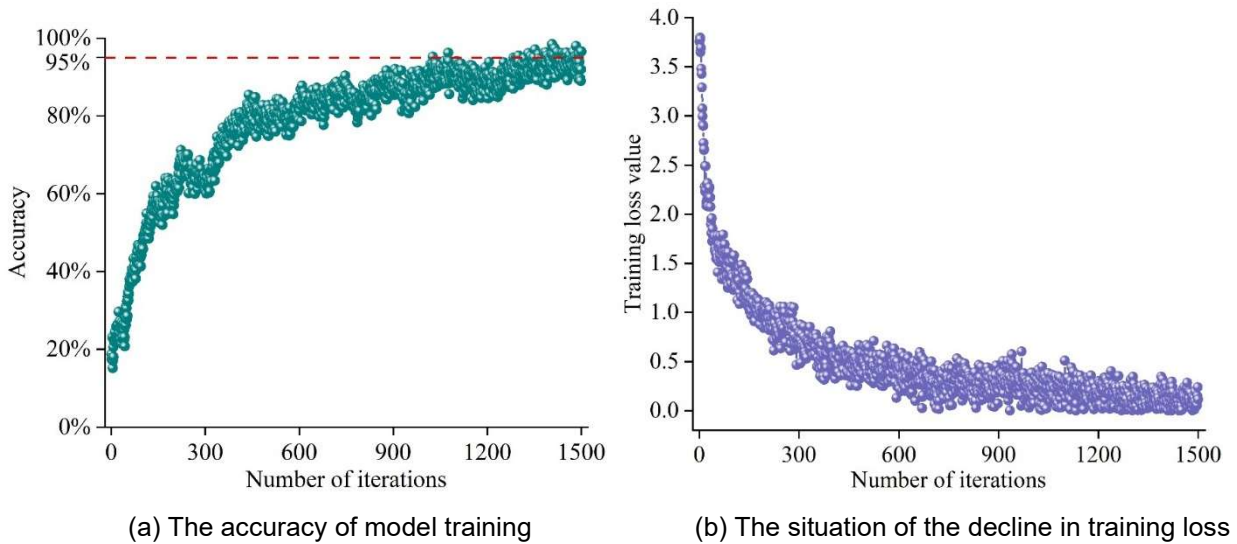 100%
95%
80%
60%
40%
20%
0%
Accuracy
0 300 600 900 1200 1500
Number of iterations
(a) The accuracy of model training
4.0
3.5
3.0
2.5
2.0
1.5
1.0
0.5
0.0
Training loss value
0 300 600 900 1200 1500
Number of iterations
(b) The situation of the decline in training loss